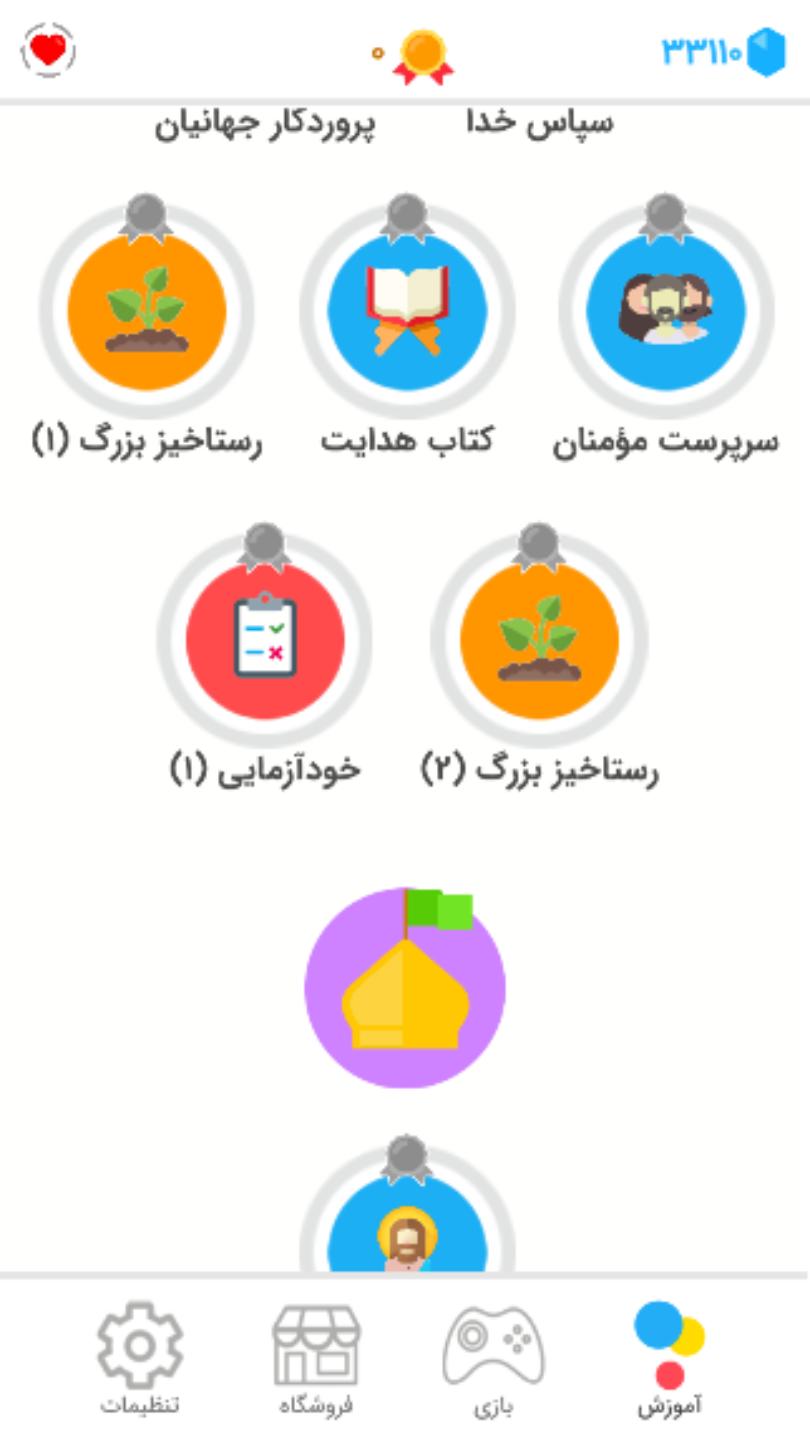 ۳۳۱۱۰
۰
سپاس خدا
پروردکار جهانیان
سرپرست مؤمنان
کتاب هدایت
رستاخیز بزرگ (۱)
رستاخیز بزرگ (۲)
خودآزمایی (۱)
آموزش
بازی
فروشگاه
تنظیمات